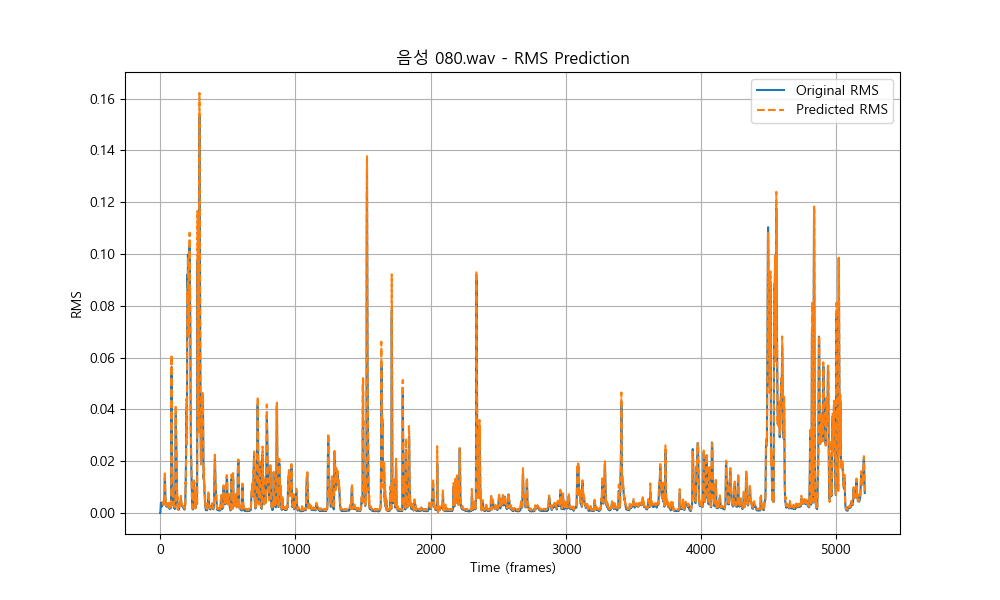 음성 080.wav - RMS Prediction
Original RMS
Predicted RMS
0.16
0.14
0.12
0.10
0.08
0.06
0.04
0.02
0.00
RMS
0 1000 2000 3000 4000 5000
Time (frames)